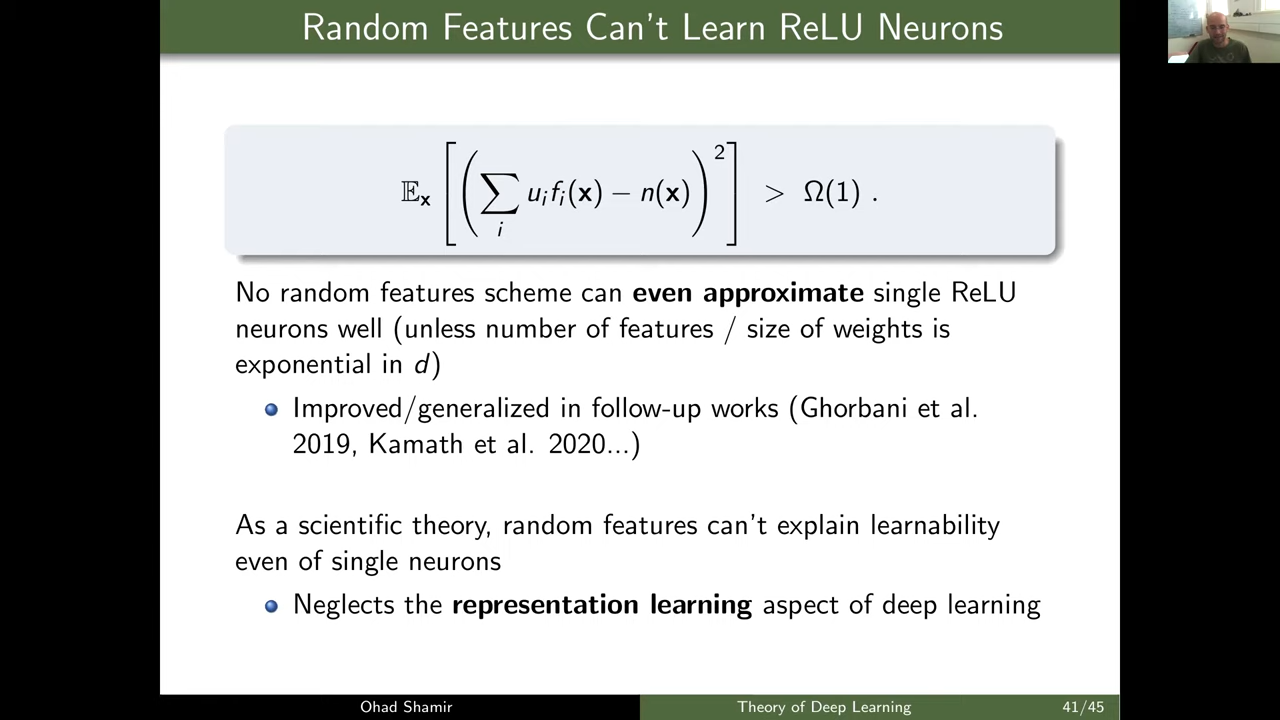 Random Features Can't Learn ReLU Neurons
𝔼ₓ [(∑ᵢ uᵢfᵢ(x) − n(x))²] > Ω(1) .
No random features scheme can even approximate single ReLU
neurons well (unless number of features / size of weights is
exponential in d)
Improved/generalized in follow-up works (Ghorbani et al.
2019, Kamath et al. 2020...)
As a scientific theory, random features can't explain learnability
even of single neurons
Neglects the representation learning aspect of deep learning
Ohad Shamir
Theory of Deep Learning
41/45